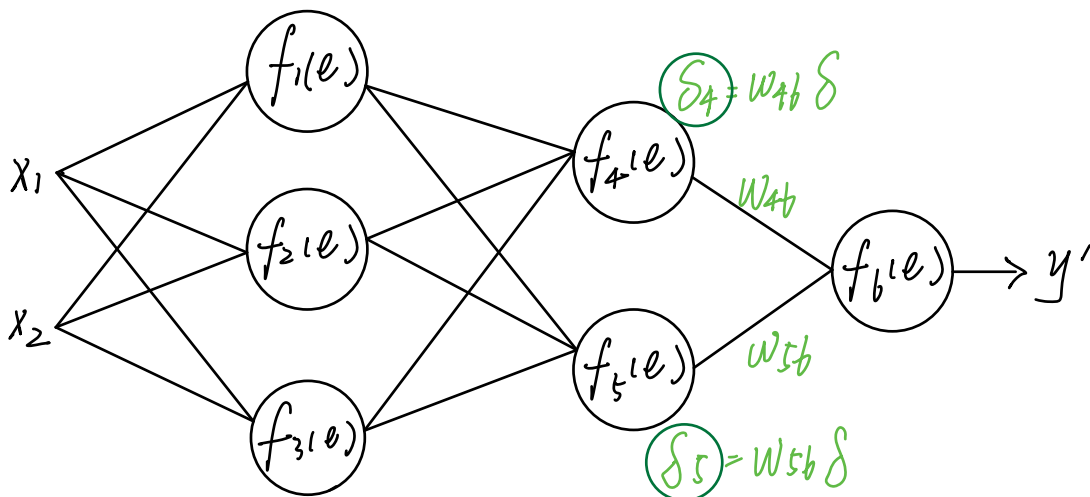 f₁(e)
δ₄ = w₄₆ δ
x₁
f₄(e)
w₄₆
f₂(e)
f₆(e) → y'
x₂
w₅₆
f₅(e)
f₃(e)
δ₅ = w₅₆ δ